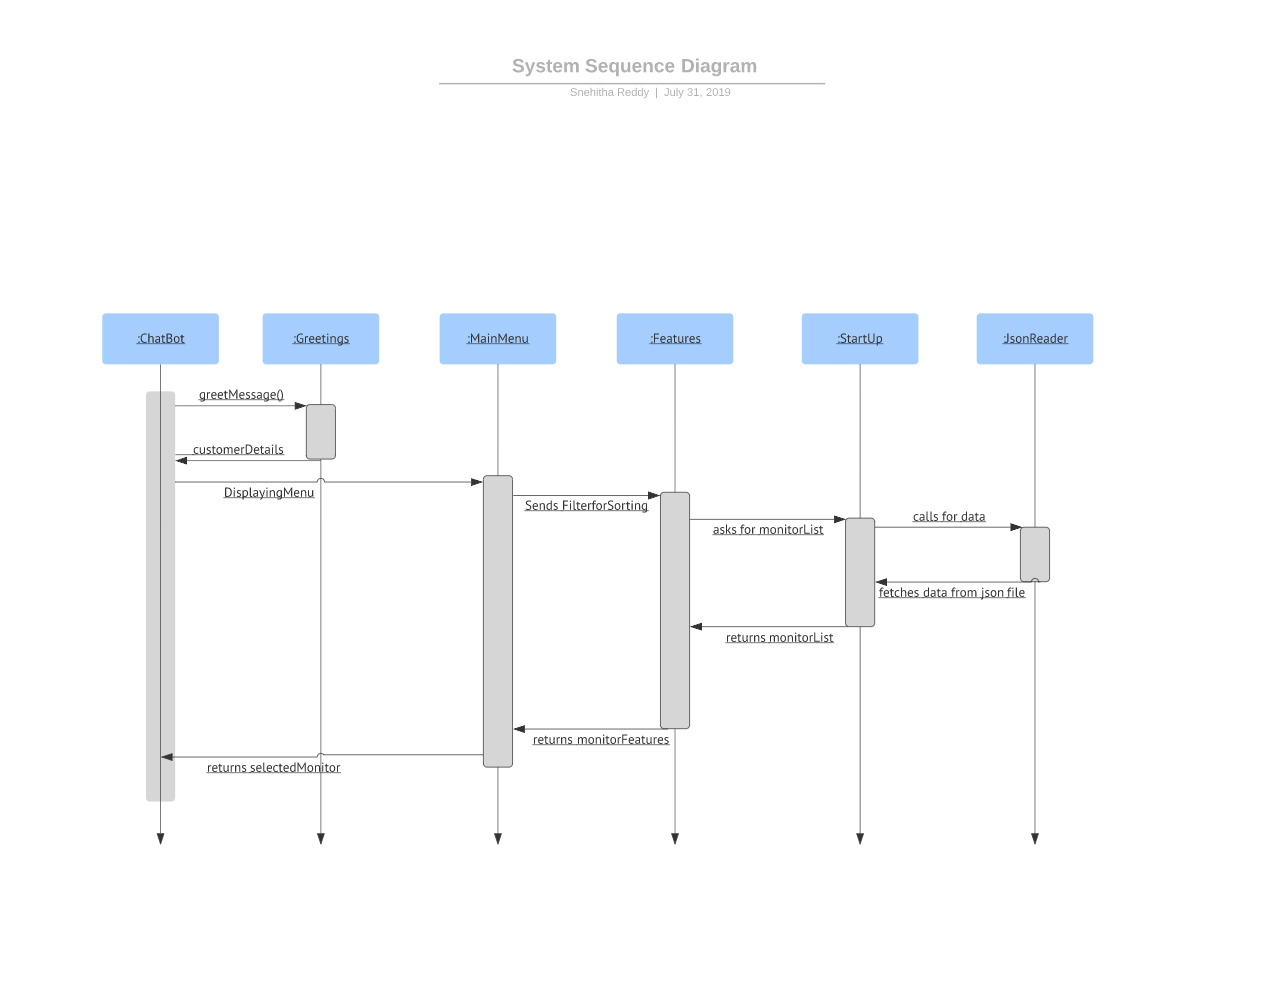 System Sequence Diagram
Snehitha Reddy | July 31, 2019
:ChatBot
:Greetings
:MainMenu
:Features
:StartUp
:JsonReader
greetMessage()
customerDetails
DisplayingMenu
Sends FilterforSorting
asks for monitorList
calls for data
fetches data from json file
returns monitorList
returns monitorFeatures
returns selectedMonitor